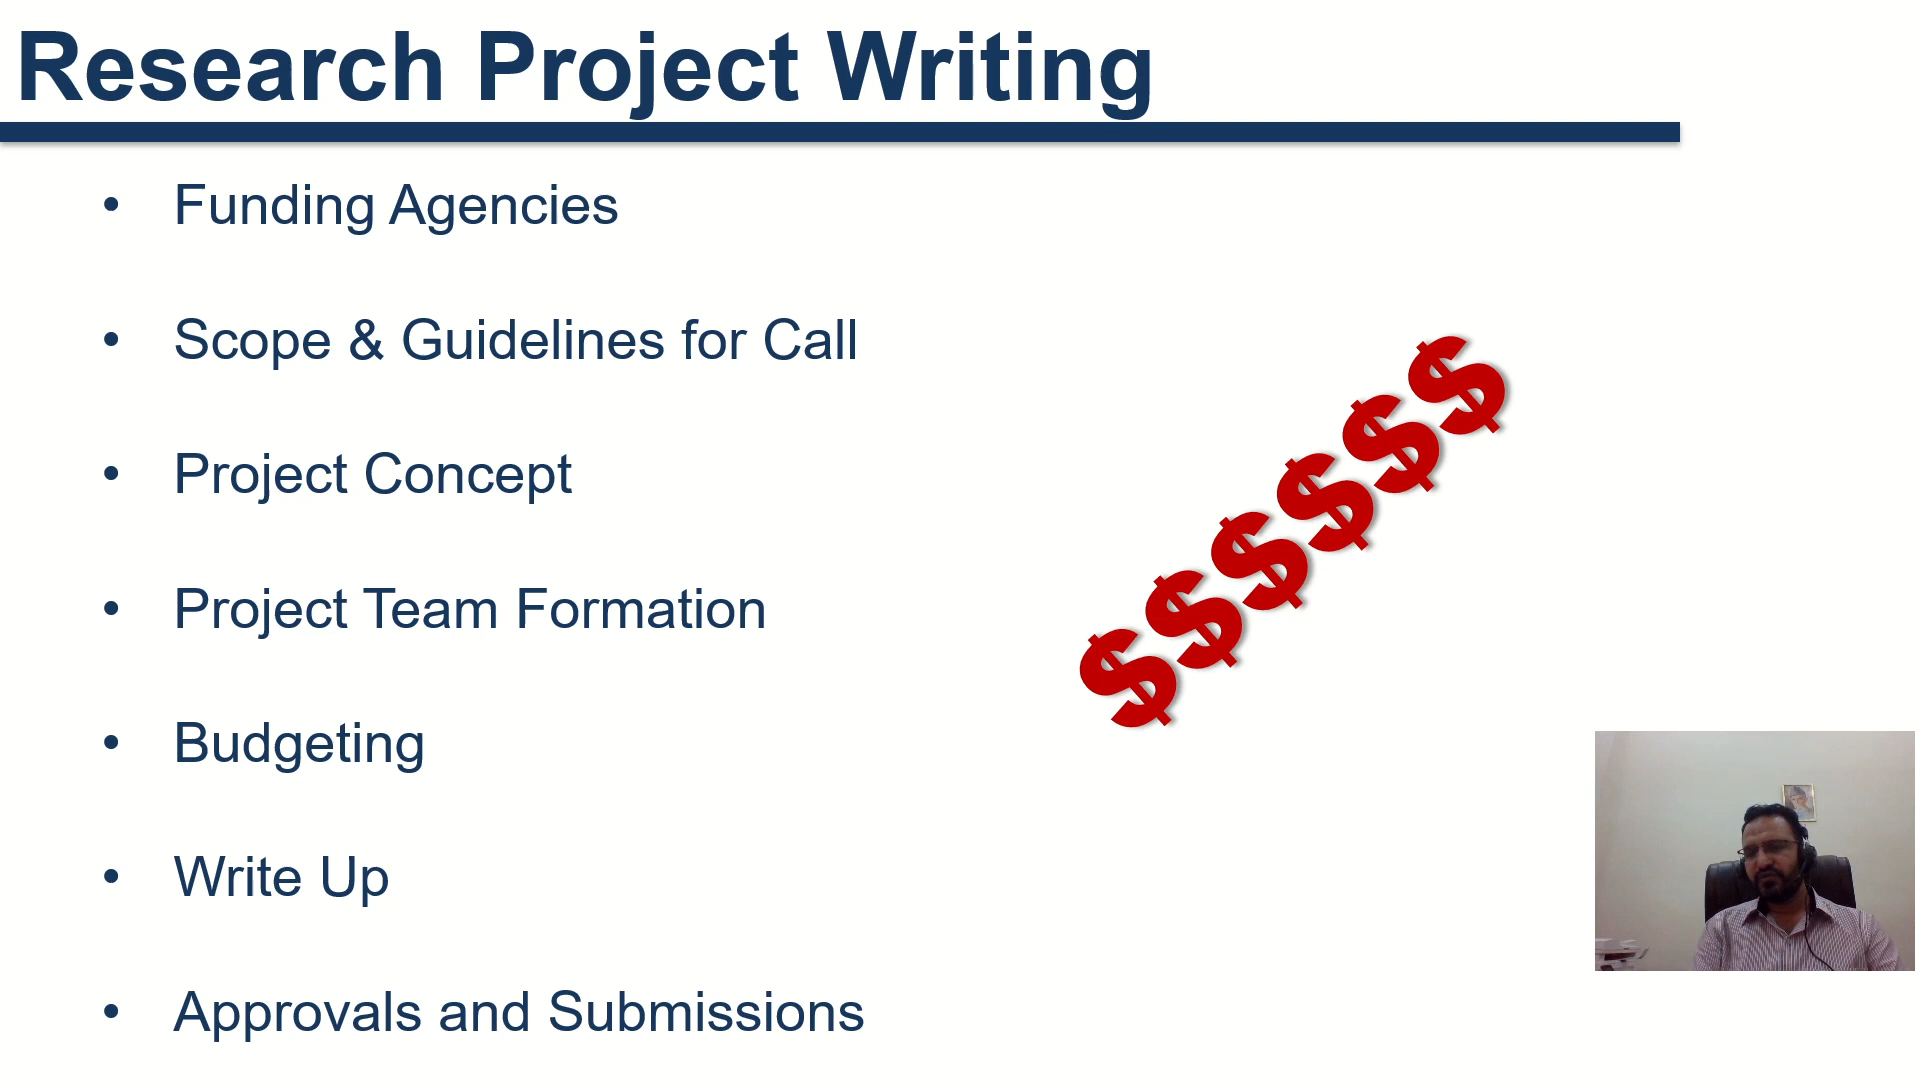 Research Project Writing
• Funding Agencies
• Scope & Guidelines for Call
• Project Concept
• Project Team Formation
• Budgeting
• Write Up
• Approvals and Submissions
$$$$$$